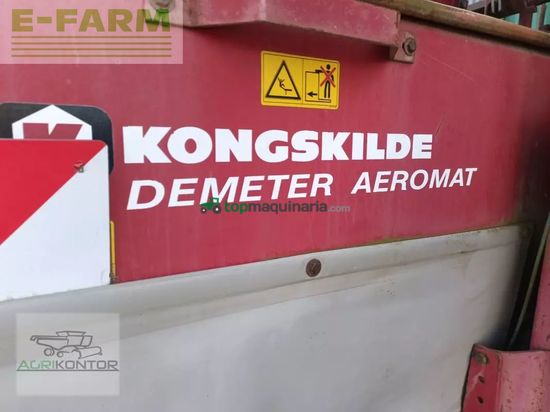 E-FARM
KONGSKILDE
DEMETER AEROMAT
topmaquinaria.com
AGRIKONTOR